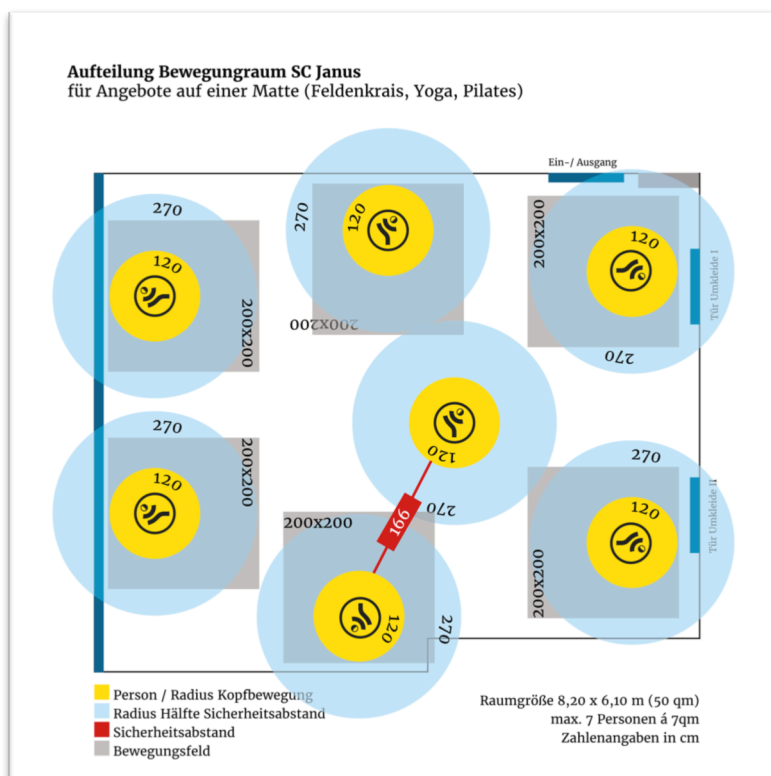 Aufteilung Bewegungraum SC Janus
für Angebote auf einer Matte (Feldenkrais, Yoga, Pilates)
Ein-/ Ausgang
270
120
200x200
270
120
200x200
200x200
120
270
Tür Umkleide I
120
270
166
270
120
200x200
200x200
120
270
270
120
200x200
Tür Umkleide II
Person / Radius Kopfbewegung
Radius Hälfte Sicherheitsabstand
Sicherheitsabstand
Bewegungsfeld
Raumgröße 8,20 x 6,10 m (50 qm)
max. 7 Personen á 7qm
Zahlenangaben in cm